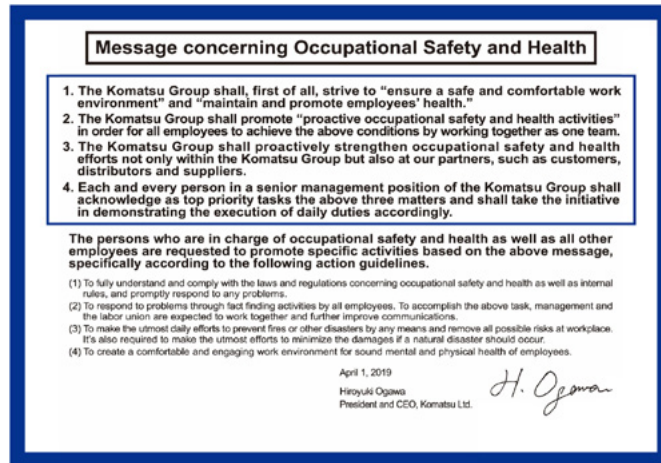 Message concerning Occupational Safety and Health
1. The Komatsu Group shall, first of all, strive to “ensure a safe and comfortable work
environment” and “maintain and promote employees’ health.”
2. The Komatsu Group shall promote “proactive occupational safety and health activities”
in order for all employees to achieve the above conditions by working together as one team.
3. The Komatsu Group shall proactively strengthen occupational safety and health
efforts not only within the Komatsu Group but also at our partners, such as customers,
distributors and suppliers.
4. Each and every person in a senior management position of the Komatsu Group shall
acknowledge as top priority tasks the above three matters and shall take the initiative
in demonstrating the execution of daily duties accordingly.
The persons who are in charge of occupational safety and health as well as all other
employees are requested to promote specific activities based on the above message,
specifically according to the following action guidelines.
(1) To fully understand and comply with the laws and regulations concerning occupational safety and health as well as internal
rules, and promptly respond to any problems.
(2) To respond to problems through fact finding activities by all employees. To accomplish the above task, management and
the labor union are expected to work together and further improve communications.
(3) To make the utmost daily efforts to prevent fires or other disasters by any means and remove all possible risks at workplace.
It’s also required to make the utmost efforts to minimize the damages if a natural disaster should occur.
(4) To create a comfortable and engaging work environment for sound mental and physical health of employees.
April 1, 2019
Hiroyuki Ogawa
President and CEO, Komatsu Ltd.
H. Ogawa